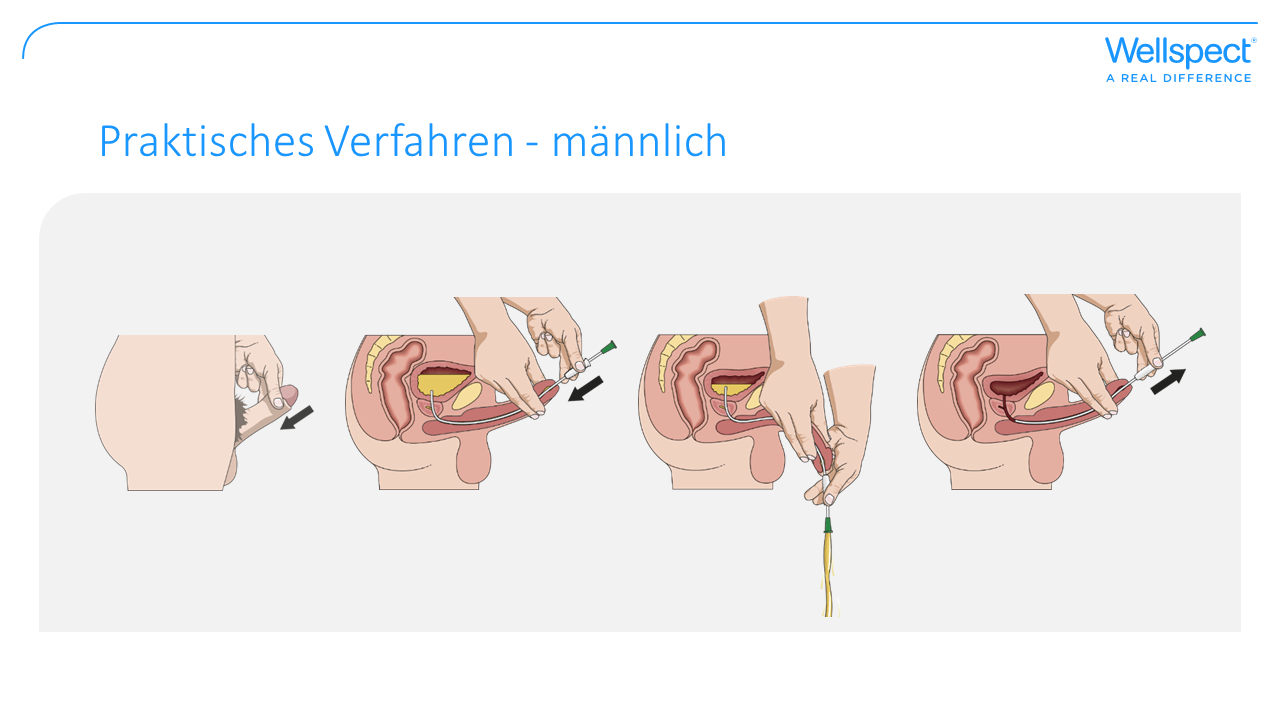 Wellspect®
A REAL DIFFERENCE
Praktisches Verfahren - männlich